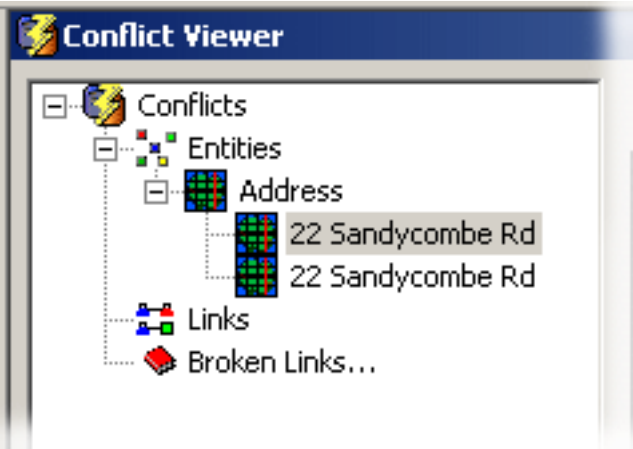 Conflict Viewer
Conflicts
Entities
Address
22 Sandycombe Rd
22 Sandycombe Rd
Links
Broken Links...